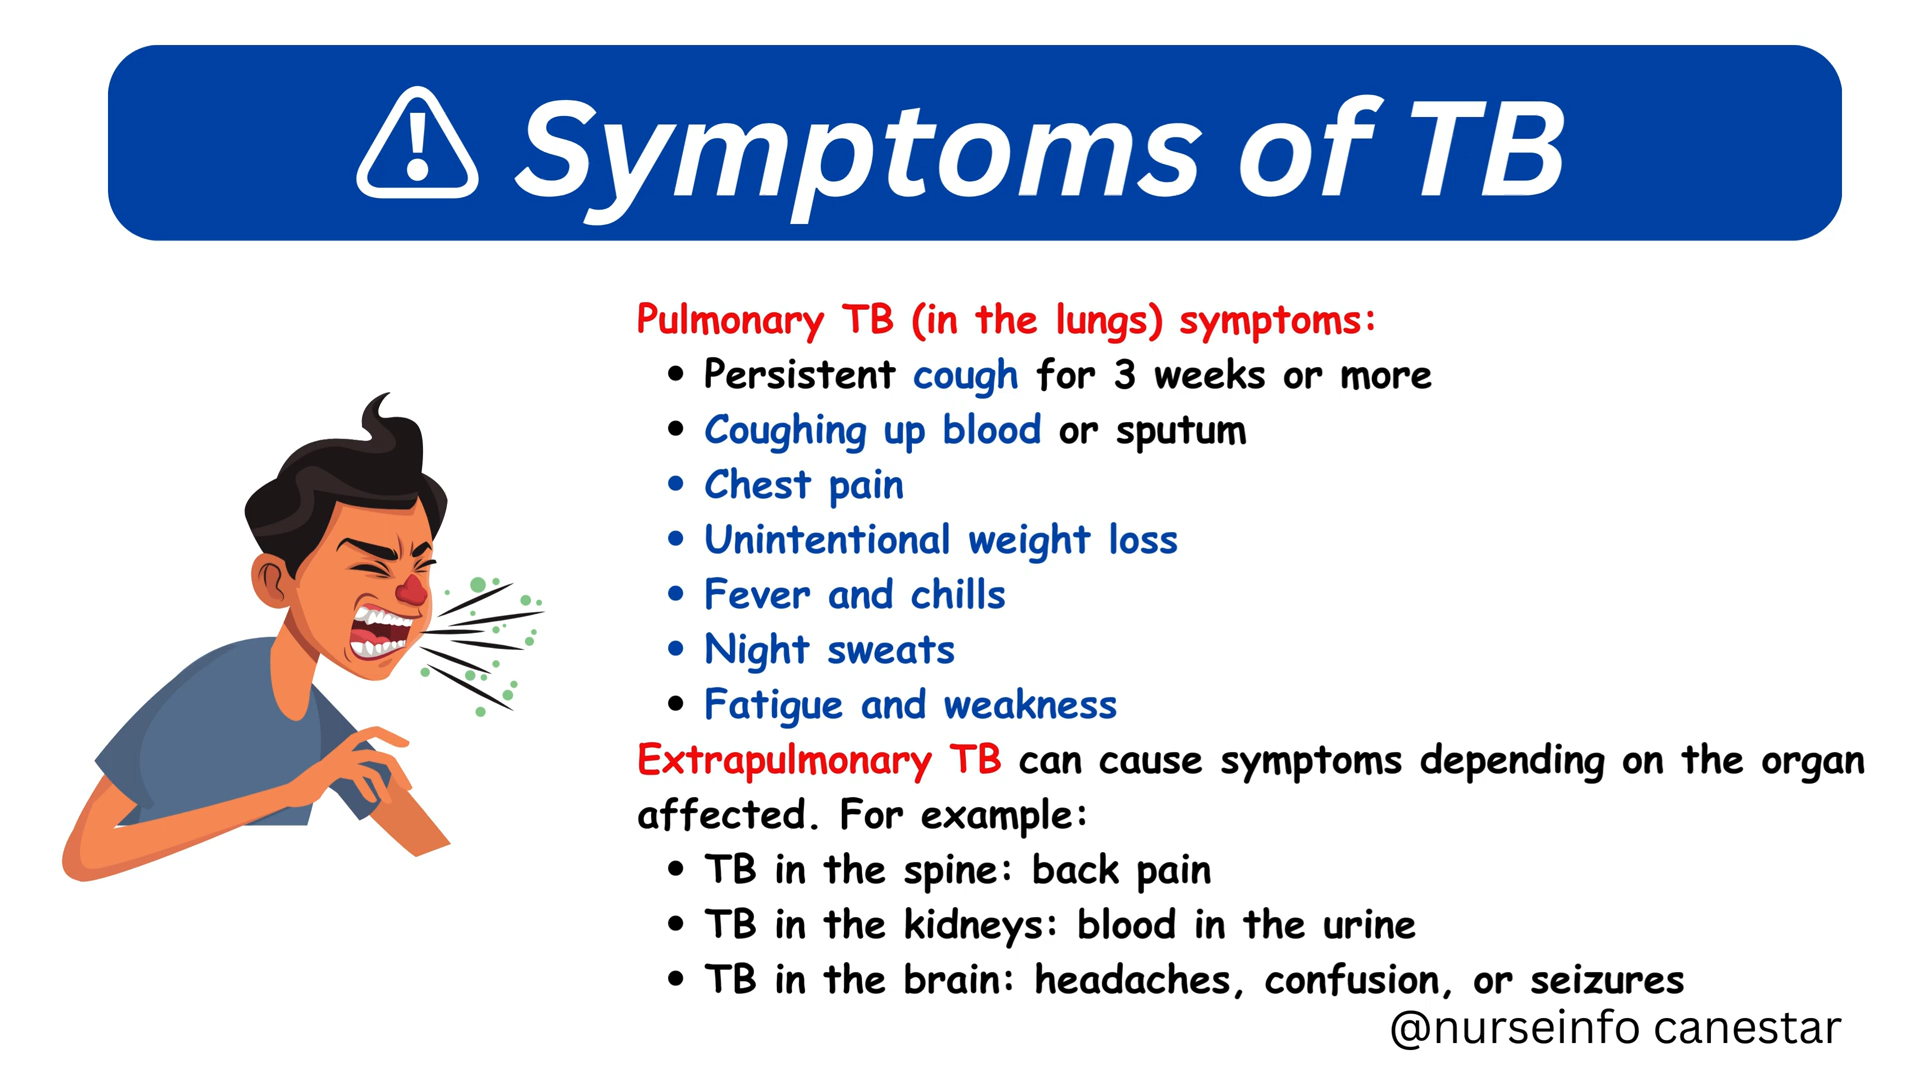 Symptoms of TB
Pulmonary TB (in the lungs) symptoms:
• Persistent cough for 3 weeks or more
• Coughing up blood or sputum
• Chest pain
• Unintentional weight loss
• Fever and chills
• Night sweats
• Fatigue and weakness
Extrapulmonary TB can cause symptoms depending on the organ
affected. For example:
• TB in the spine: back pain
• TB in the kidneys: blood in the urine
• TB in the brain: headaches, confusion, or seizures
@nurseinfo canestar